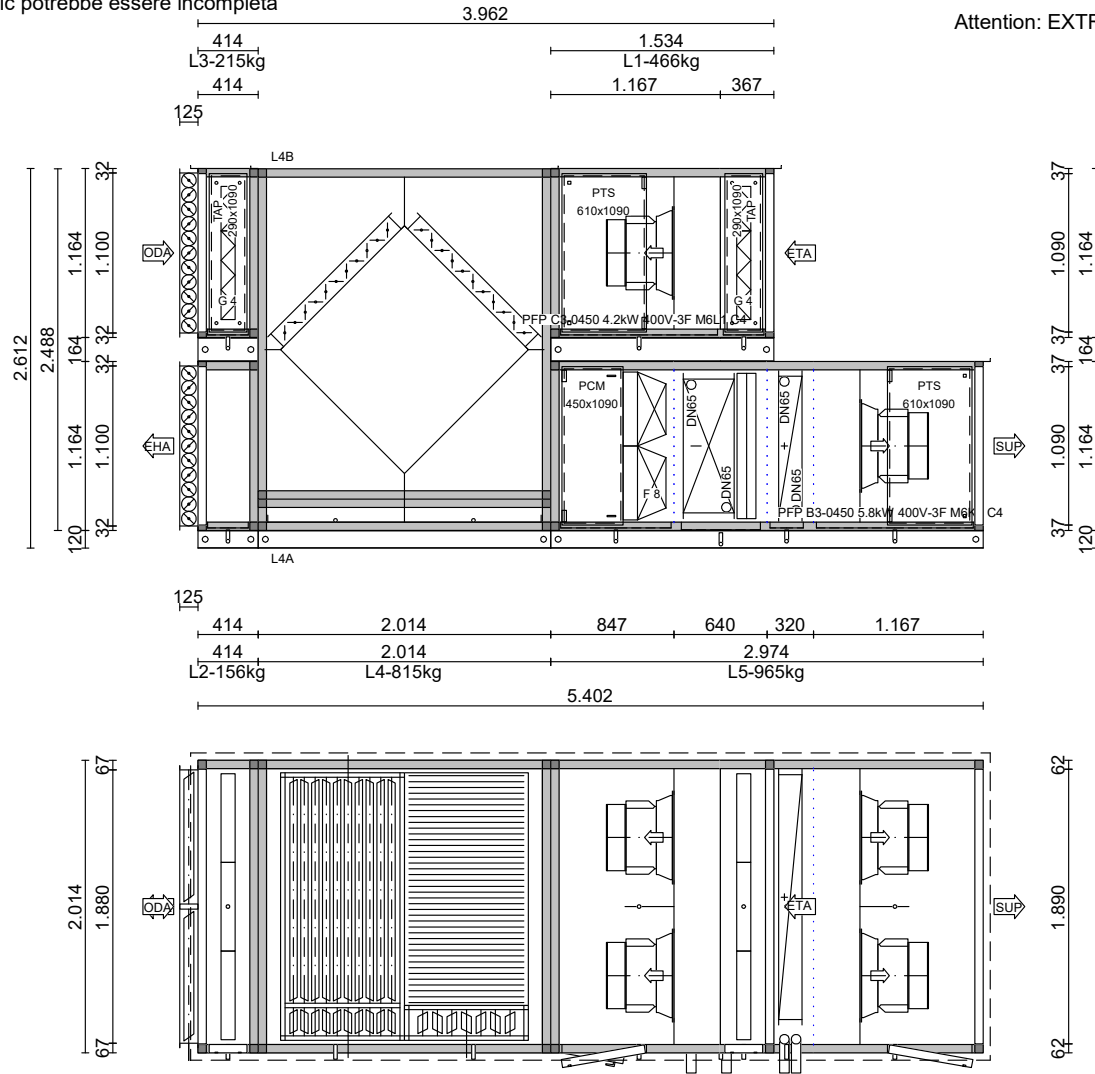 ic potrebbe essere incompleta
Attention: EXTF
3.962
414
1.534
L3-215kg
L1-466kg
414
1.167
367
125
L4B
32
37
TAP
290x1090
PTS
610x1090
290x1090
TAP
ODA
ETA
1.164
1.100
1.090
1.164
G 4
G 4
PFP C3-0450 4.2kW 400V-3F M6L1 C4
32
37
2.612
2.488
164
164
32
37
PCM
450x1090
DN65
DN65
PTS
610x1090
EHA
SUP
1.164
1.100
1.090
1.164
F 8
DN65
DN65
PFP B3-0450 5.8kW 400V-3F M6K C4
32
37
120
120
L4A
125
414
2.014
847
640
320
1.167
414
2.014
2.974
L2-156kg
L4-815kg
L5-965kg
5.402
67
62
2.014
1.880
ODA
ETA
SUP
1.890
67
62